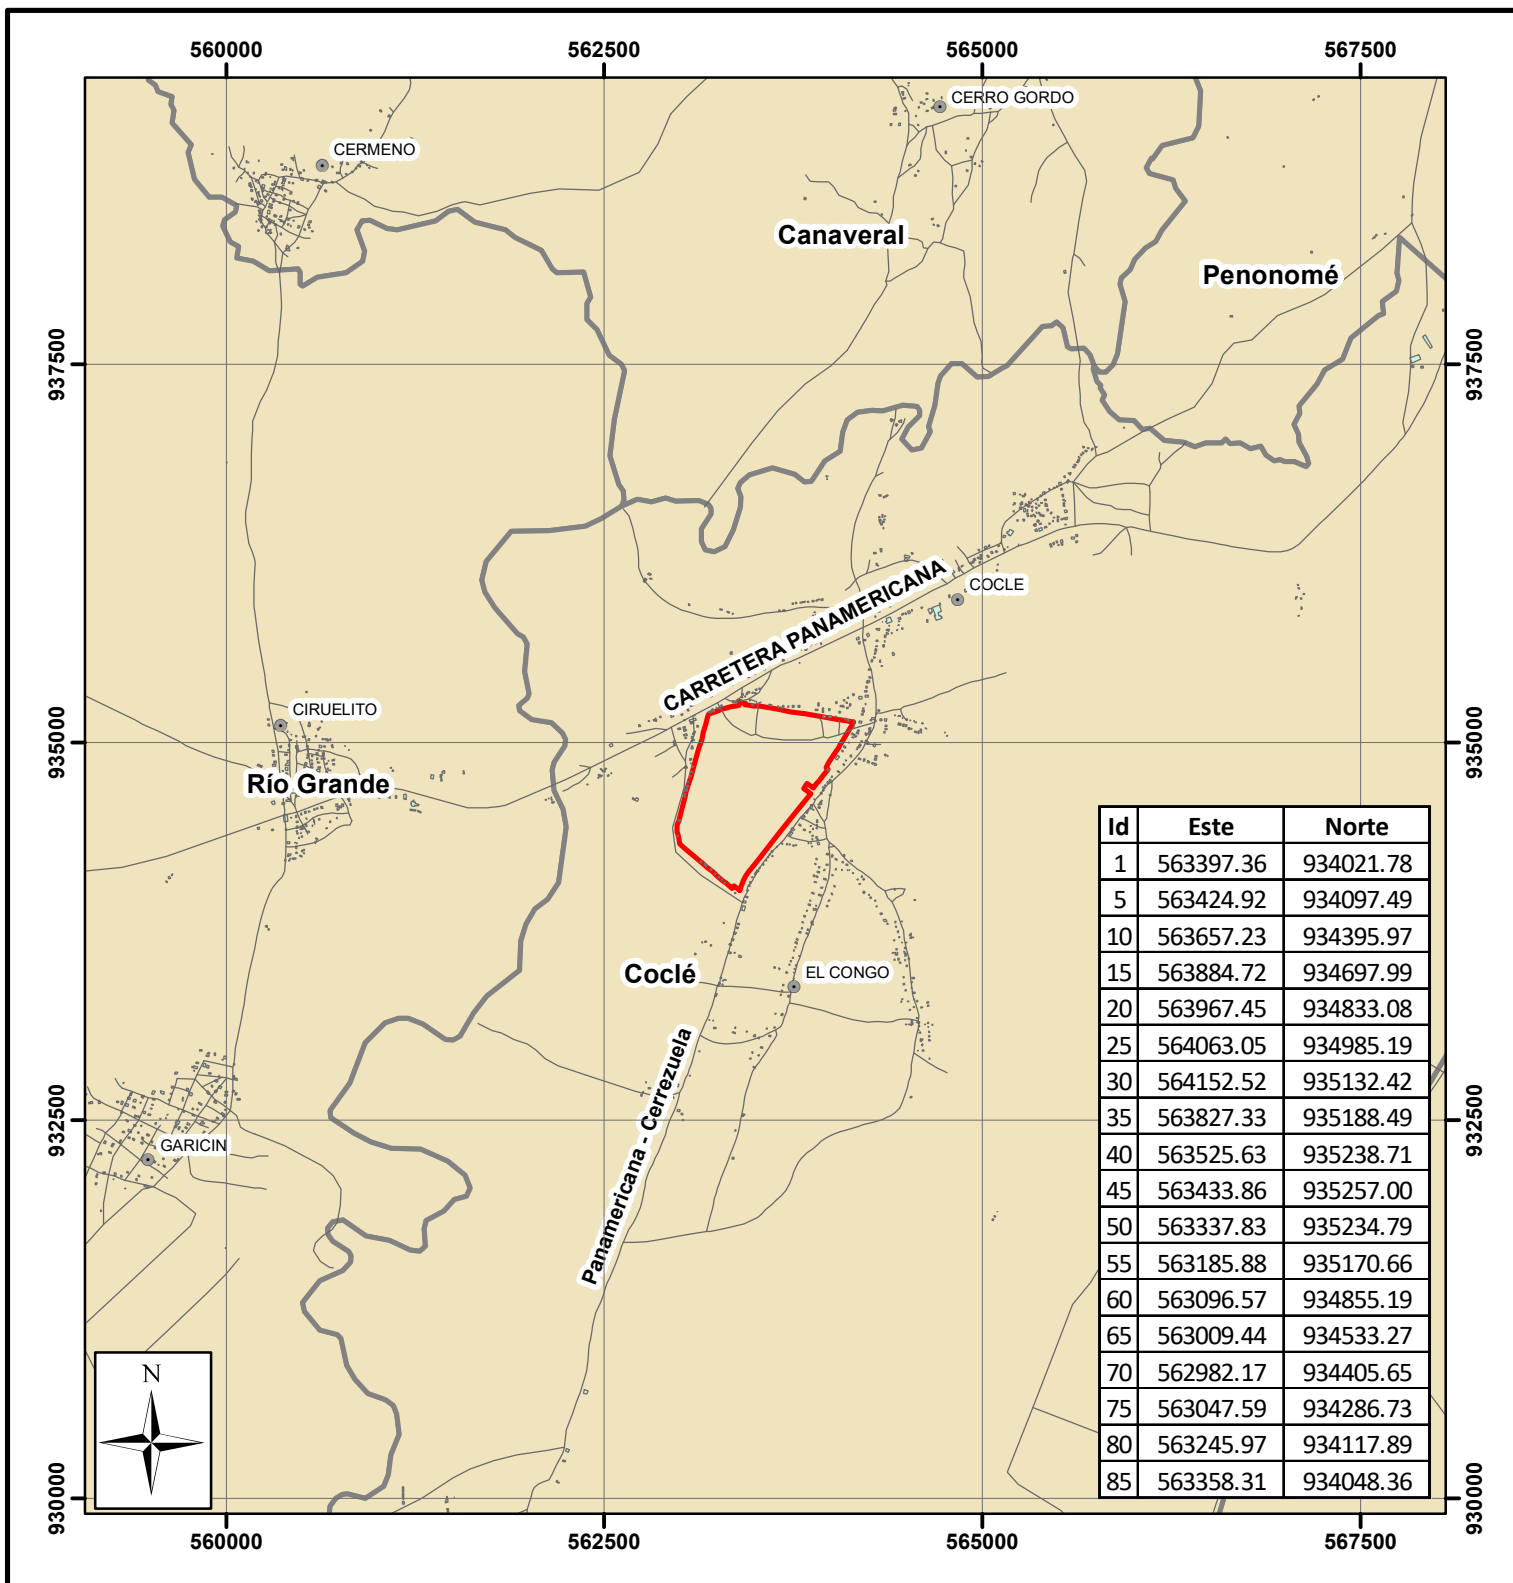 560000 562500 565000 567500
CERRO GORDO
CERMENO
Canaveral
Penonomé
937500 937500
CARRETERA PANAMERICANA
COCLE
CIRUELITO
935000 935000
Río Grande
Coclé
EL CONGO
Panamericana - Cerrezuela
932500 932500
GARICIN
Id Este Norte
1 563397.36 934021.78
5 563424.92 934097.49
10 563657.23 934395.97
15 563884.72 934697.99
20 563967.45 934833.08
25 564063.05 934985.19
30 564152.52 935132.42
35 563827.33 935188.49
40 563525.63 935238.71
45 563433.86 935257.00
50 563337.83 935234.79
55 563185.88 935170.66
60 563096.57 934855.19
65 563009.44 934533.27
70 562982.17 934405.65
75 563047.59 934286.73
80 563245.97 934117.89
85 563358.31 934048.36
N
930000 930000
560000 562500 565000 567500